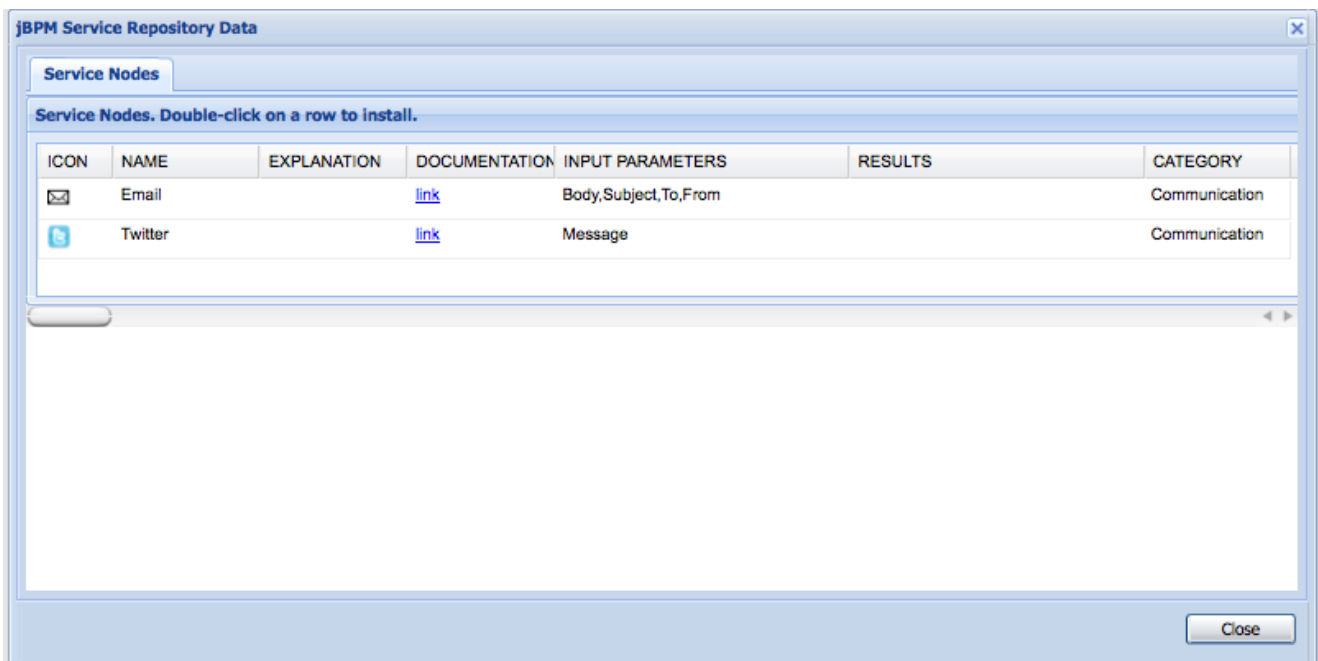 jBPM Service Repository Data
Service Nodes
Service Nodes. Double-click on a row to install.
ICON NAME EXPLANATION DOCUMENTATION INPUT PARAMETERS RESULTS CATEGORY
Email link Body,Subject,To,From Communication
Twitter link Message Communication
Close